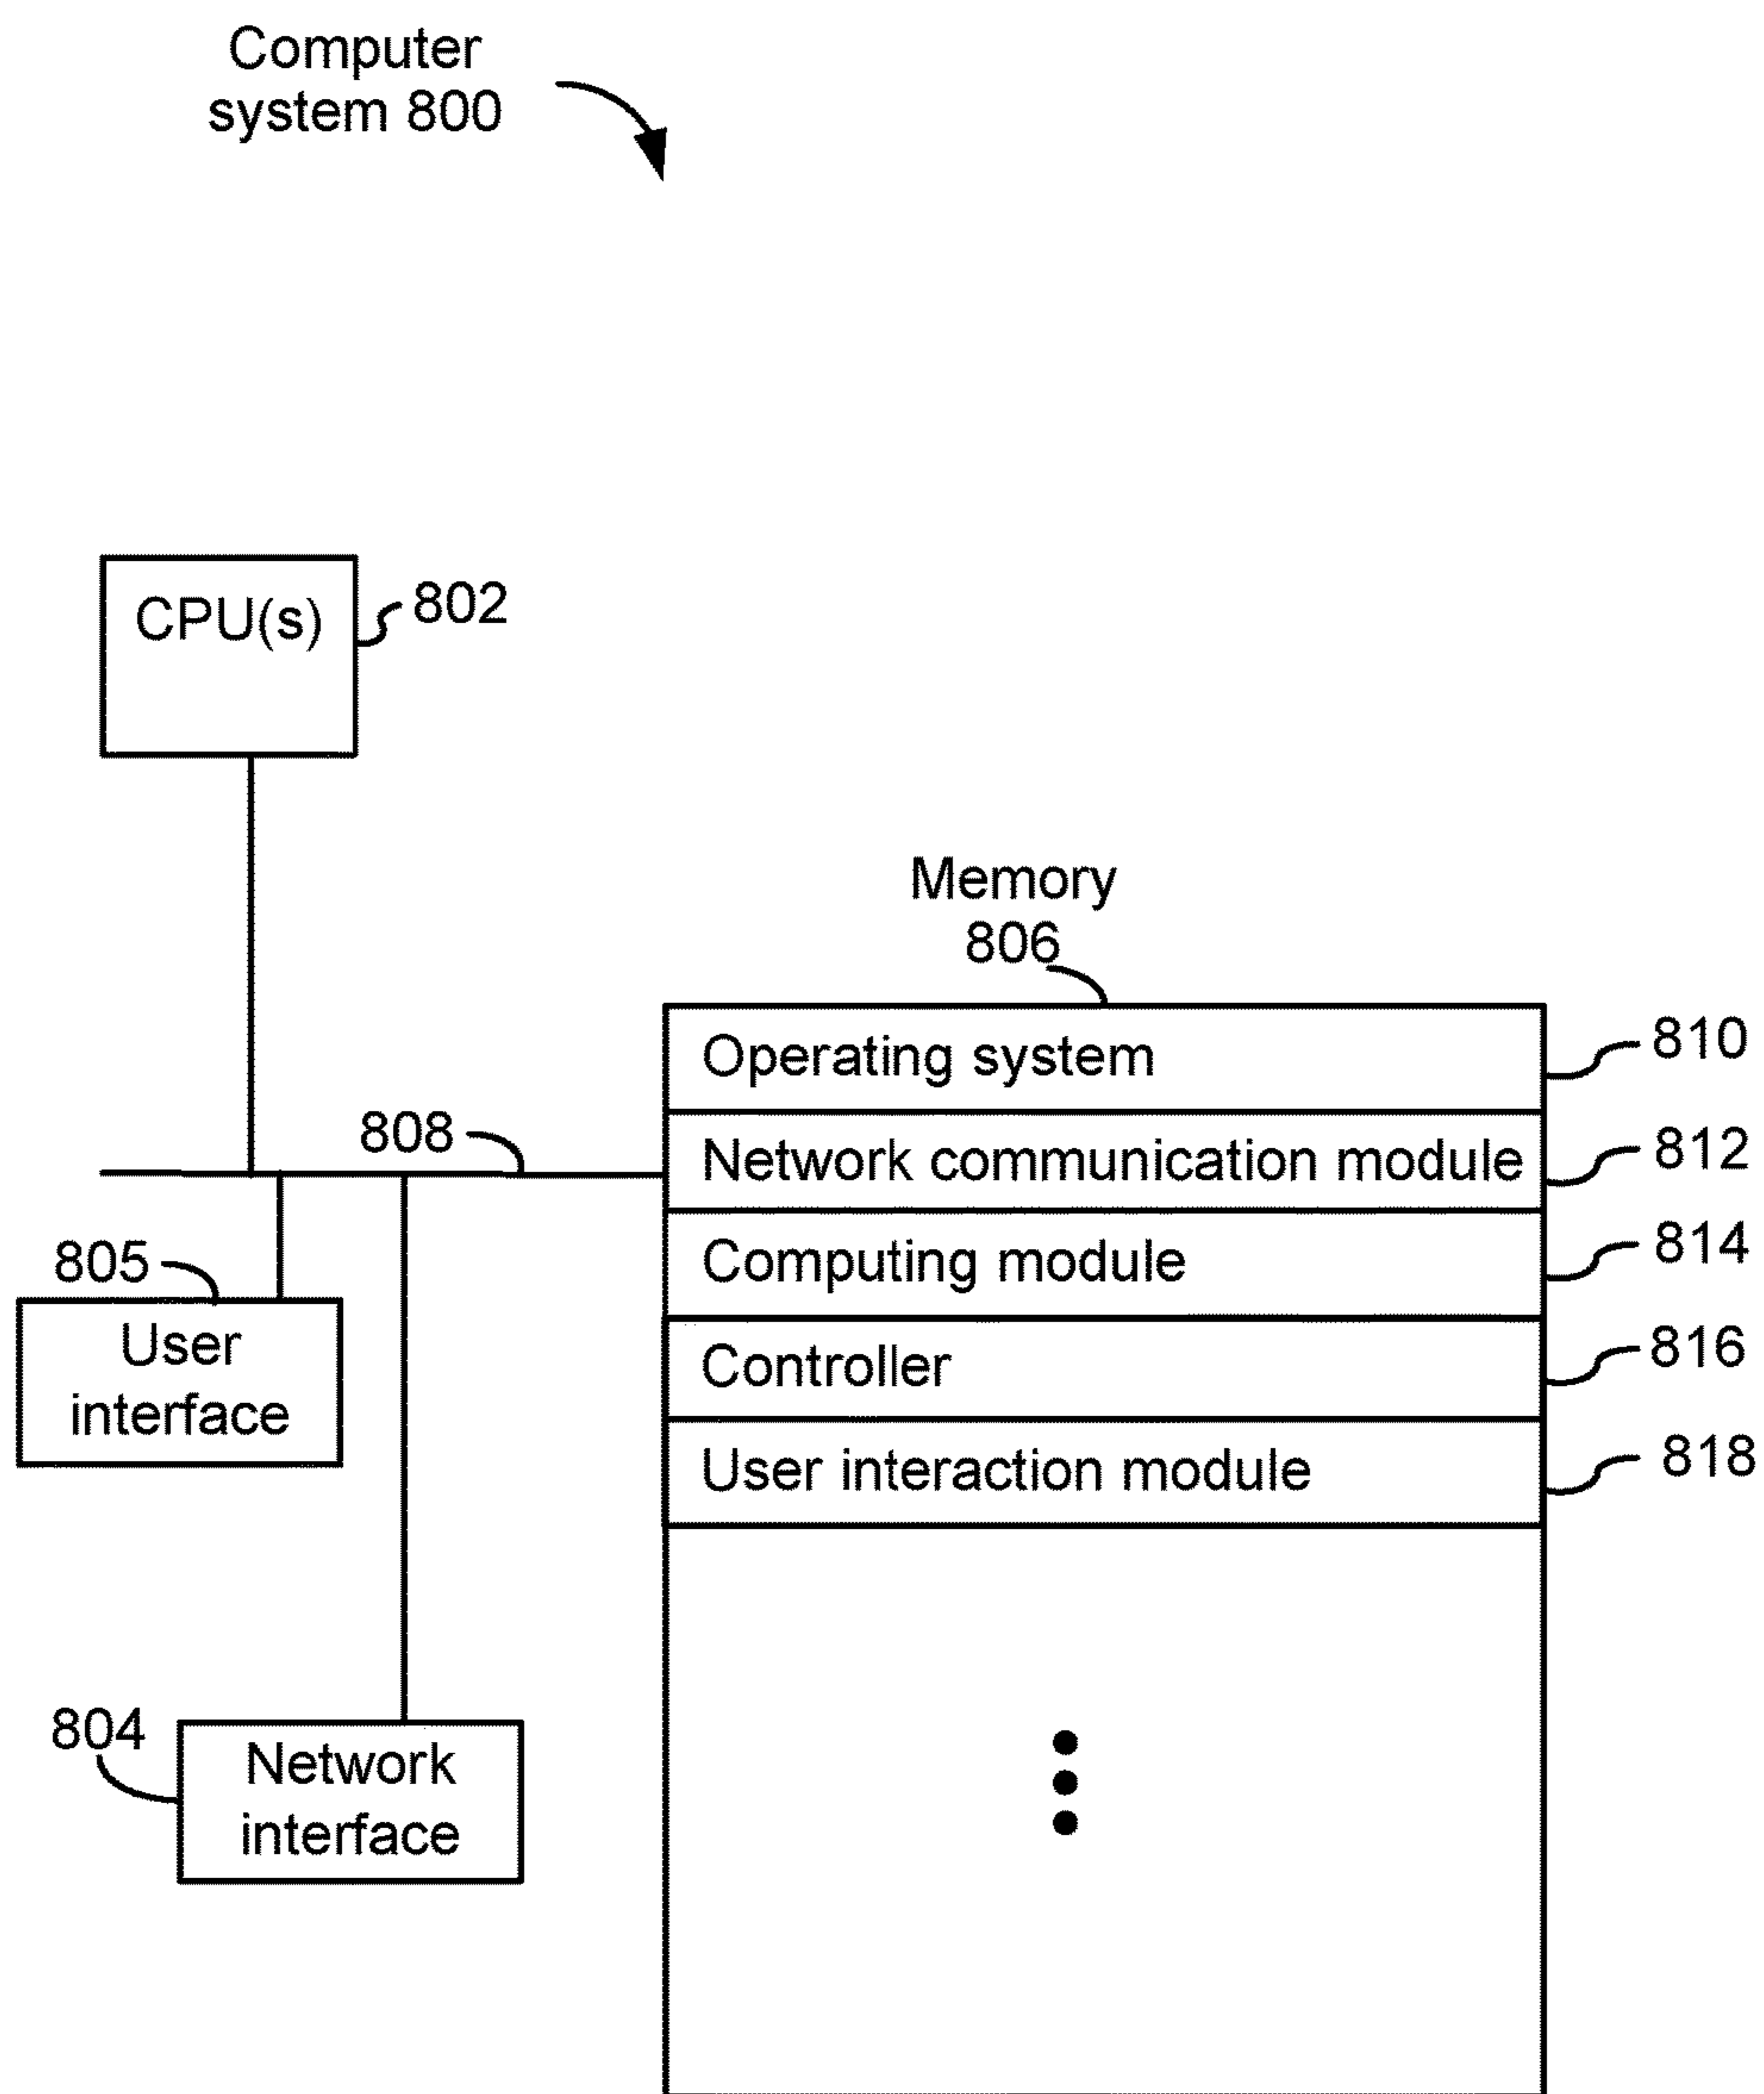 Computer
system 800
CPU(s)
802
Memory
806
Operating system
810
808
Network communication module
812
805
Computing module
814
User
interface
Controller
816
User interaction module
818
804
Network
interface